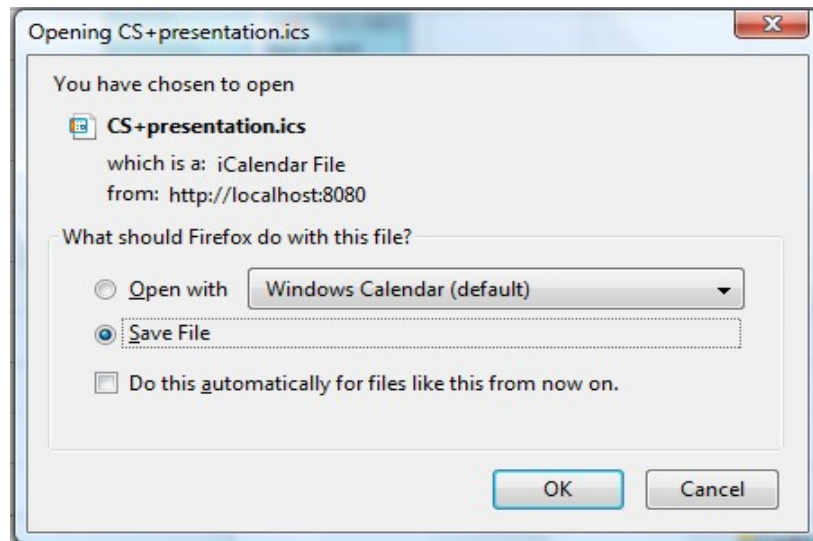 Opening CS+presentation.ics
You have chosen to open
CS+presentation.ics
which is a: iCalendar File
from: http://localhost:8080
What should Firefox do with this file?
Open with Windows Calendar (default)
Save File
Do this automatically for files like this from now on.
OK Cancel